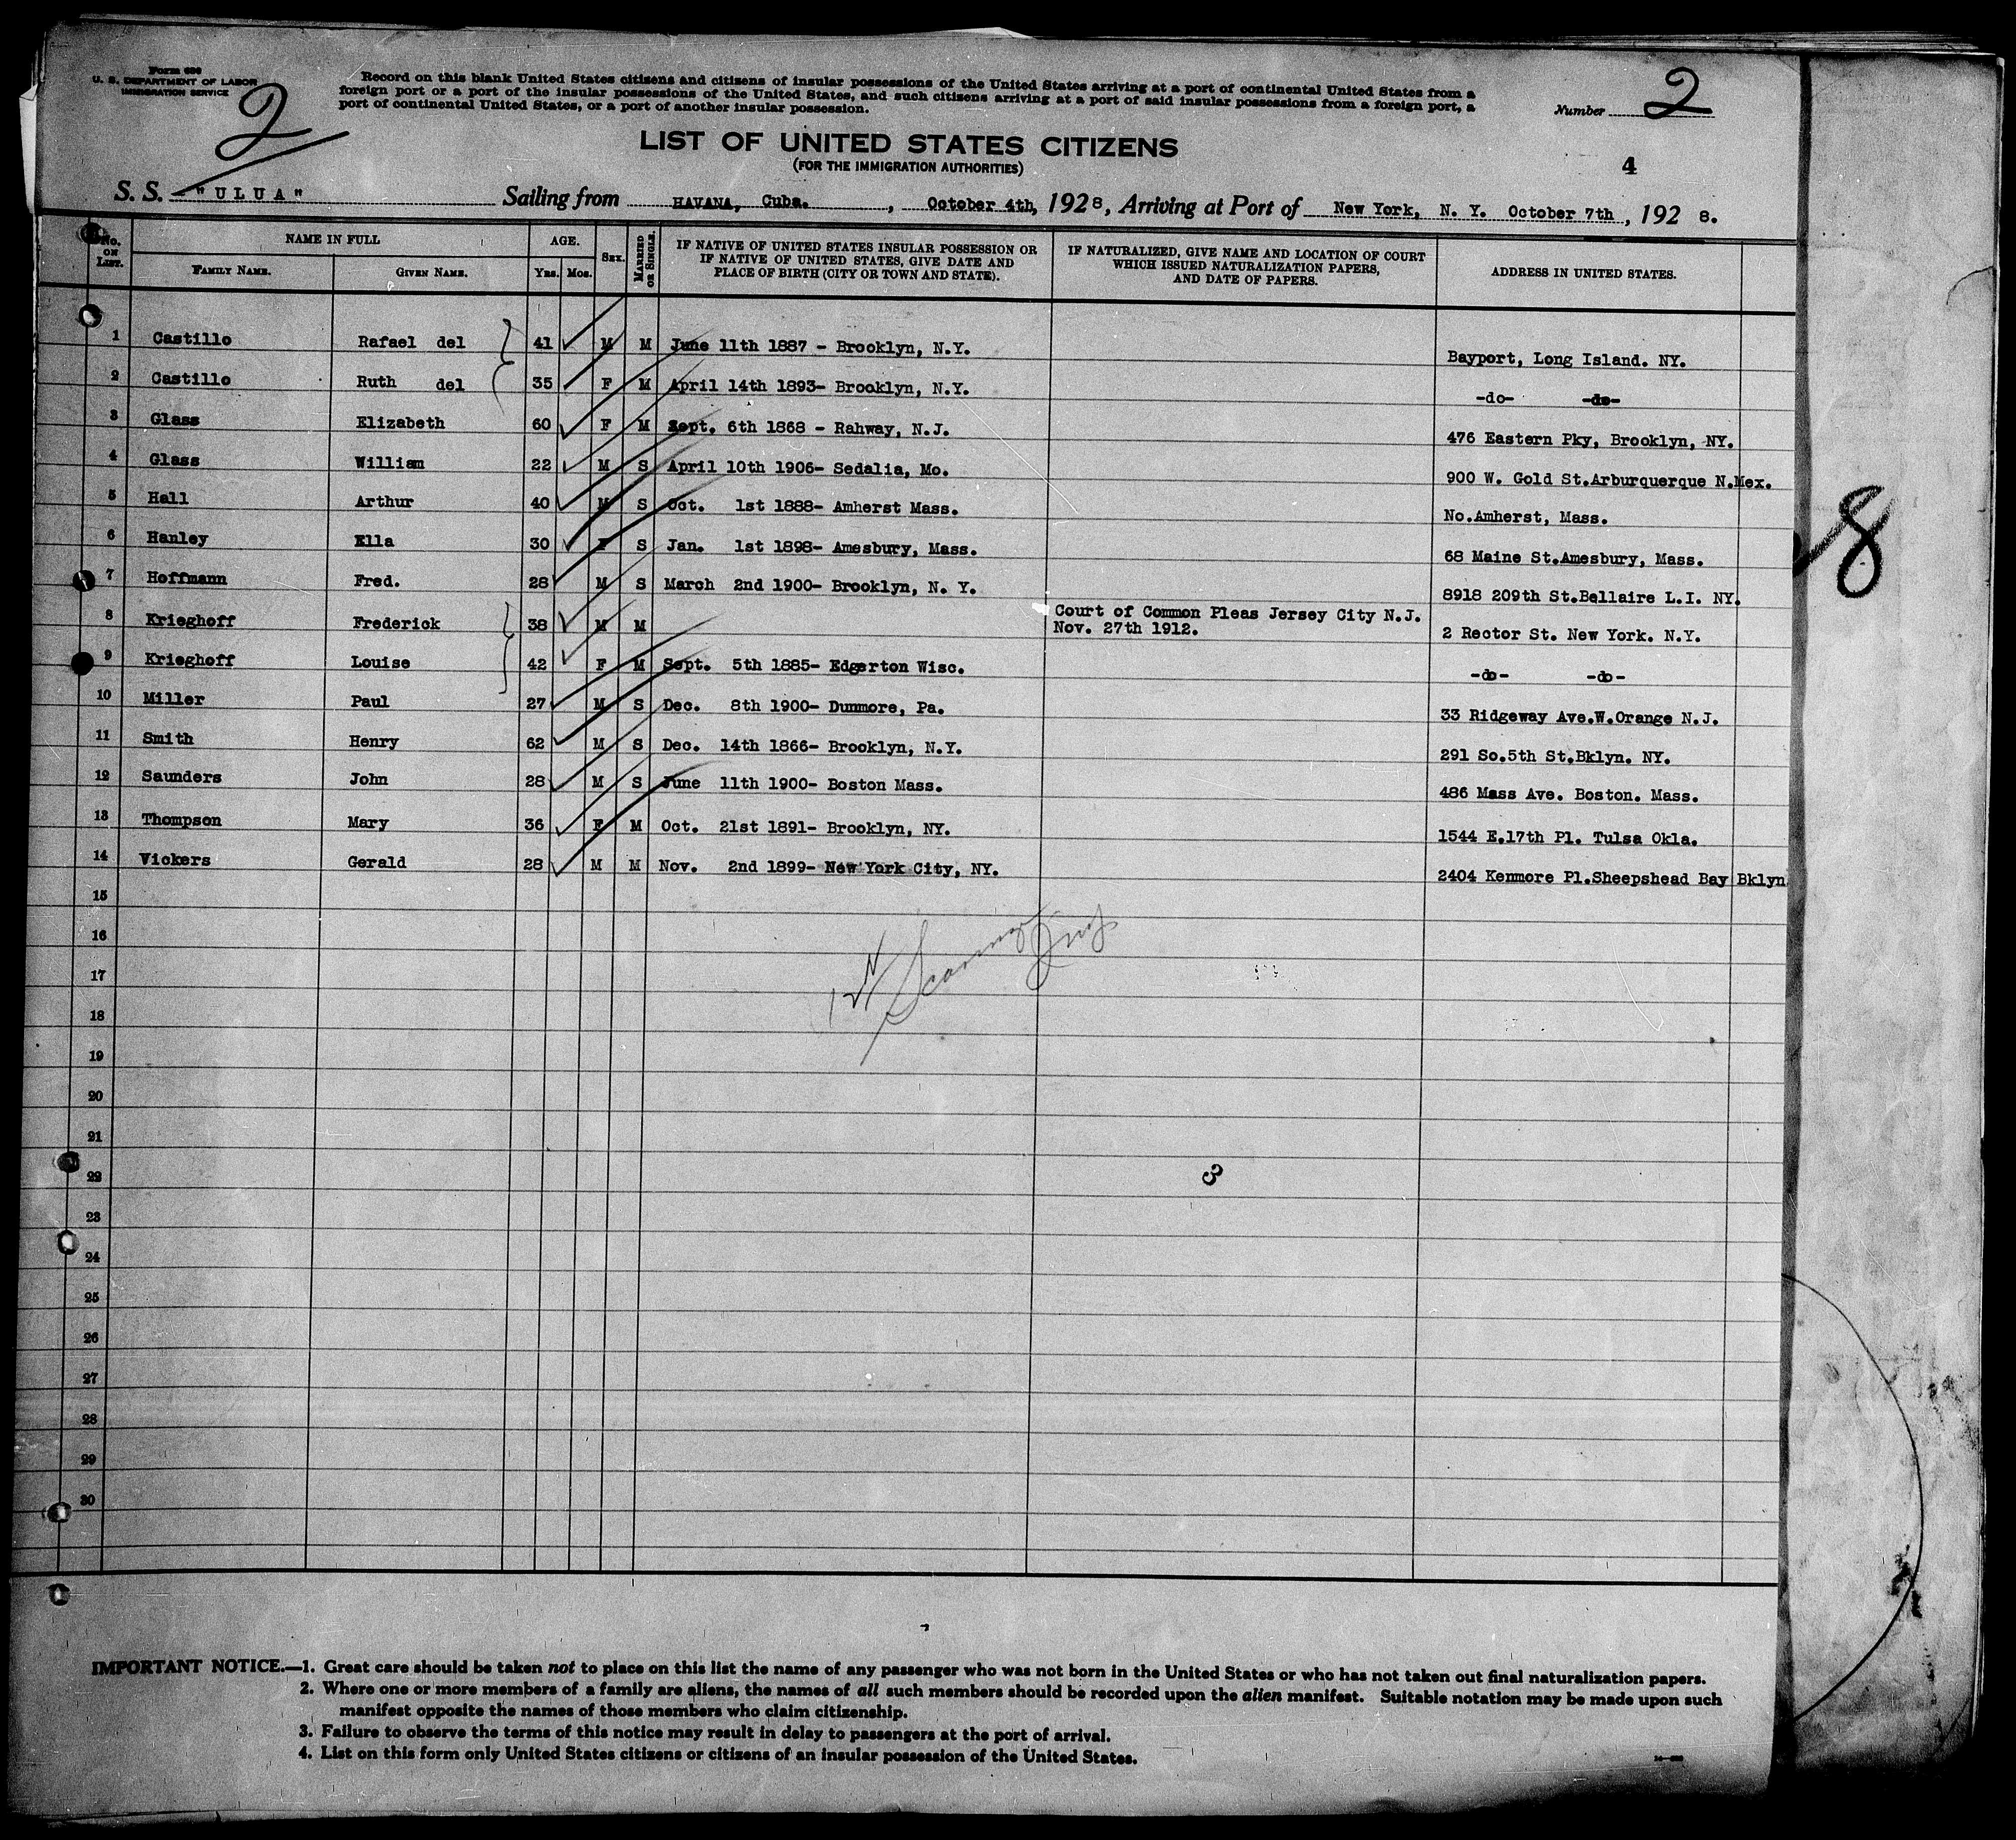 Form 630
U. S. DEPARTMENT OF LABOR
IMMIGRATION SERVICE
2
Record on this blank United States citizens and citizens of insular possessions of the United States arriving at a port of continental United States from a
foreign port or a port of the insular possessions of the United States, and such citizens arriving at a port of said insular possessions from a foreign port, a
port of continental United States, or a port of another insular possession.
Number 2
LIST OF UNITED STATES CITIZENS
(FOR THE IMMIGRATION AUTHORITIES)
4
S. S. "ULUA" Sailing from HAVANA, Cuba. , October 4th, 1928, Arriving at Port of New York, N. Y. October 7th, 192 8.
No. ON LIST. NAME IN FULL AGE. SEX. MARRIED OR SINGLE. IF NATIVE OF UNITED STATES INSULAR POSSESSION OR IF NATIVE OF UNITED STATES, GIVE DATE AND PLACE OF BIRTH (CITY OR TOWN AND STATE). IF NATURALIZED, GIVE NAME AND LOCATION OF COURT WHICH ISSUED NATURALIZATION PAPERS, AND DATE OF PAPERS. ADDRESS IN UNITED STATES.
FAMILY NAME. GIVEN NAME. YRS. MOS.
1 Castillo Rafael del 41 M M June 11th 1887 - Brooklyn, N.Y. Bayport, Long Island. NY.
2 Castillo Ruth del 35 F M April 14th 1893- Brooklyn, N.Y. -do- -do-
3 Glass Elizabeth 60 F M Sept. 6th 1868 - Rahway, N.J. 476 Eastern Pky, Brooklyn, NY.
4 Glass William 22 M S April 10th 1906- Sedalia, Mo. 900 W. Gold St.Arburquerque N.Mex.
5 Hall Arthur 40 M S Oct. 1st 1888- Amherst Mass. No.Amherst, Mass.
6 Hanley Ella 30 F S Jan. 1st 1898- Amesbury, Mass. 68 Maine St.Amesbury, Mass.
7 Hoffmann Fred. 28 M S March 2nd 1900- Brooklyn, N. Y. 8918 209th St.Bellaire L.I. NY.
8 Krieghoff Frederick 38 M M Court of Common Pleas Jersey City N.J. Nov. 27th 1912. 2 Rector St. New York. N.Y.
9 Krieghoff Louise 42 F M Sept. 5th 1885- Edgerton Wisc. -do- -do-
10 Miller Paul 27 M S Dec. 8th 1900- Dunmore, Pa. 33 Ridgeway Ave.W.Orange N.J.
11 Smith Henry 62 M S Dec. 14th 1866- Brooklyn, N.Y. 291 So.5th St.Bklyn. NY.
12 Saunders John 28 M S June 11th 1900- Boston Mass. 486 Mass Ave. Boston. Mass.
13 Thompson Mary 36 F M Oct. 21st 1891- Brooklyn, NY. 1544 E.17th Pl. Tulsa Okla.
14 Vickers Gerald 28 M M Nov. 2nd 1899- New York City, NY. 2404 Kenmore Pl.Sheepshead Bay Bklyn
15
16
17
18
19
20
21
22
3
23
24
25
26
27
28
29
30
8
IMPORTANT NOTICE.—1. Great care should be taken not to place on this list the name of any passenger who was not born in the United States or who has not taken out final naturalization papers.
2. Where one or more members of a family are aliens, the names of all such members should be recorded upon the alien manifest. Suitable notation may be made upon such
manifest opposite the names of those members who claim citizenship.
3. Failure to observe the terms of this notice may result in delay to passengers at the port of arrival.
4. List on this form only United States citizens or citizens of an insular possession of the United States.